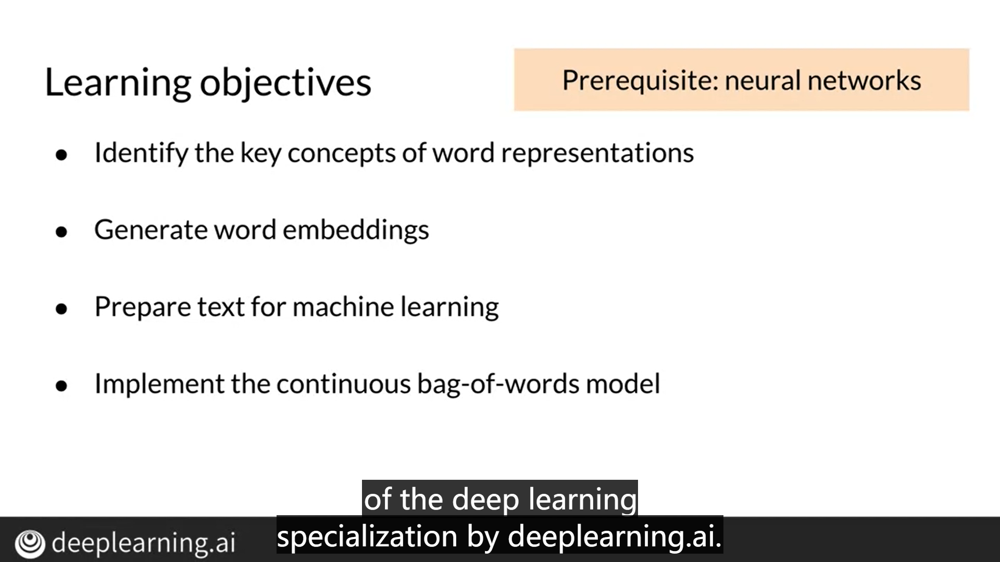 Learning objectives
Prerequisite: neural networks
● Identify the key concepts of word representations
● Generate word embeddings
● Prepare text for machine learning
● Implement the continuous bag-of-words model
of the deep learning
specialization by deeplearning.ai.
deeplearning.ai